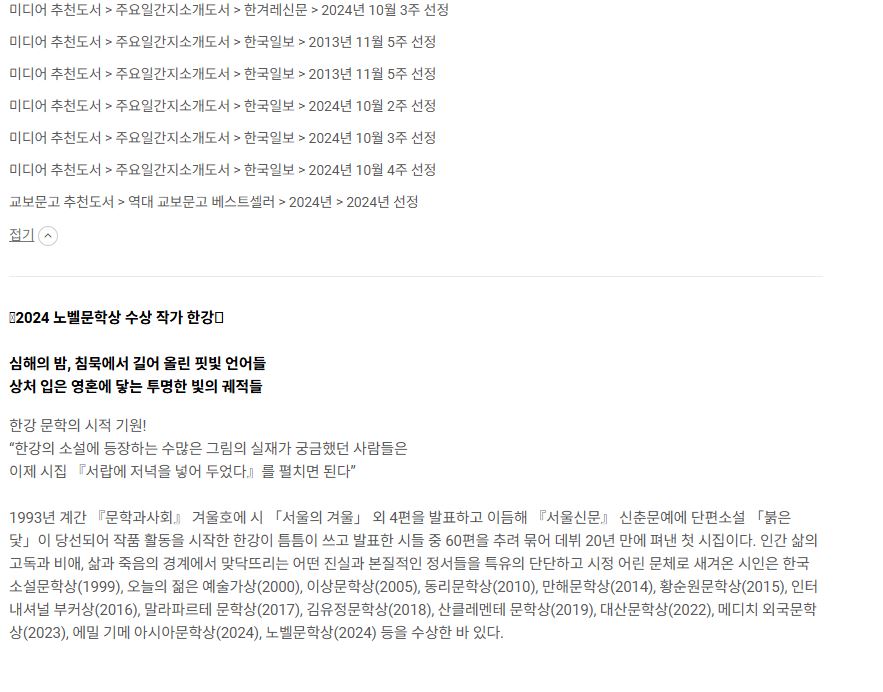 미디어 추천도서 > 주요일간지소개도서 > 한겨레신문 > 2024년 10월 3주 선정
미디어 추천도서 > 주요일간지소개도서 > 한국일보 > 2013년 11월 5주 선정
미디어 추천도서 > 주요일간지소개도서 > 한국일보 > 2013년 11월 5주 선정
미디어 추천도서 > 주요일간지소개도서 > 한국일보 > 2024년 10월 2주 선정
미디어 추천도서 > 주요일간지소개도서 > 한국일보 > 2024년 10월 3주 선정
미디어 추천도서 > 주요일간지소개도서 > 한국일보 > 2024년 10월 4주 선정
교보문고 추천도서 > 역대 교보문고 베스트셀러 > 2024년 > 2024년 선정
접기
2024 노벨문학상 수상 작가 한강
심해의 밤, 침묵에서 길어 올린 핏빛 언어들
상처 입은 영혼에 닿는 투명한 빛의 궤적들
한강 문학의 시적 기원!
“한강의 소설에 등장하는 수많은 그림의 실재가 궁금했던 사람들은
이제 시집 『서랍에 저녁을 넣어 두었다』를 펼치면 된다”
1993년 계간 『문학과사회』 겨울호에 시 「서울의 겨울」 외 4편을 발표하고 이듬해 『서울신문』 신춘문예에 단편소설 「붉은
닻」이 당선되어 작품 활동을 시작한 한강이 틈틈이 쓰고 발표한 시들 중 60편을 추려 묶어 데뷔 20년 만에 펴낸 첫 시집이다. 인간 삶의
고독과 비애, 삶과 죽음의 경계에서 맞닥뜨리는 어떤 진실과 본질적인 정서들을 특유의 단단하고 시정 어린 문체로 새겨온 시인은 한국
소설문학상(1999), 오늘의 젊은 예술가상(2000), 이상문학상(2005), 동리문학상(2010), 만해문학상(2014), 황순원문학상(2015), 인터
내셔널 부커상(2016), 말라파르테 문학상(2017), 김유정문학상(2018), 산클레멘테 문학상(2019), 대산문학상(2022), 메디치 외국문학
상(2023), 에밀 기메 아시아문학상(2024), 노벨문학상(2024) 등을 수상한 바 있다.